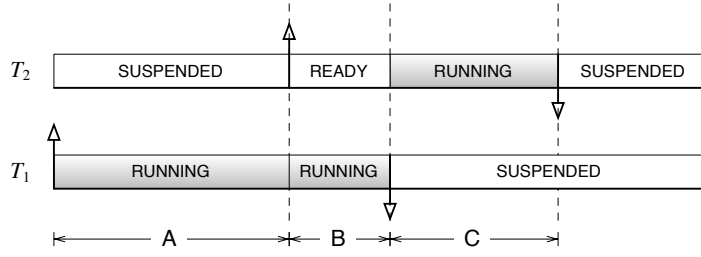 T2 SUSPENDED READY RUNNING SUSPENDED
T1 RUNNING RUNNING SUSPENDED
A B C